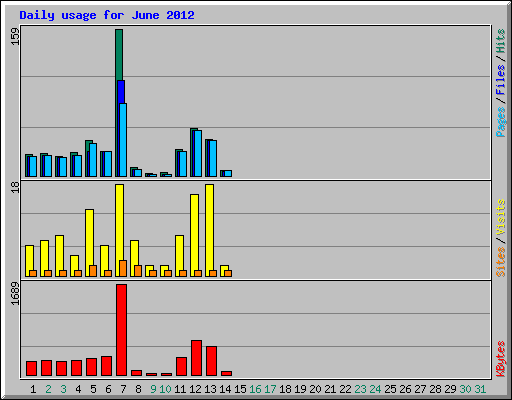 Daily usage for June 2012
159
Pages / Files / Hits
18
Sites / Visits
1689
KBytes
1 2 3 4 5 6 7 8 9 10 11 12 13 14 15 16 17 18 19 20 21 22 23 24 25 26 27 28 29 30 31